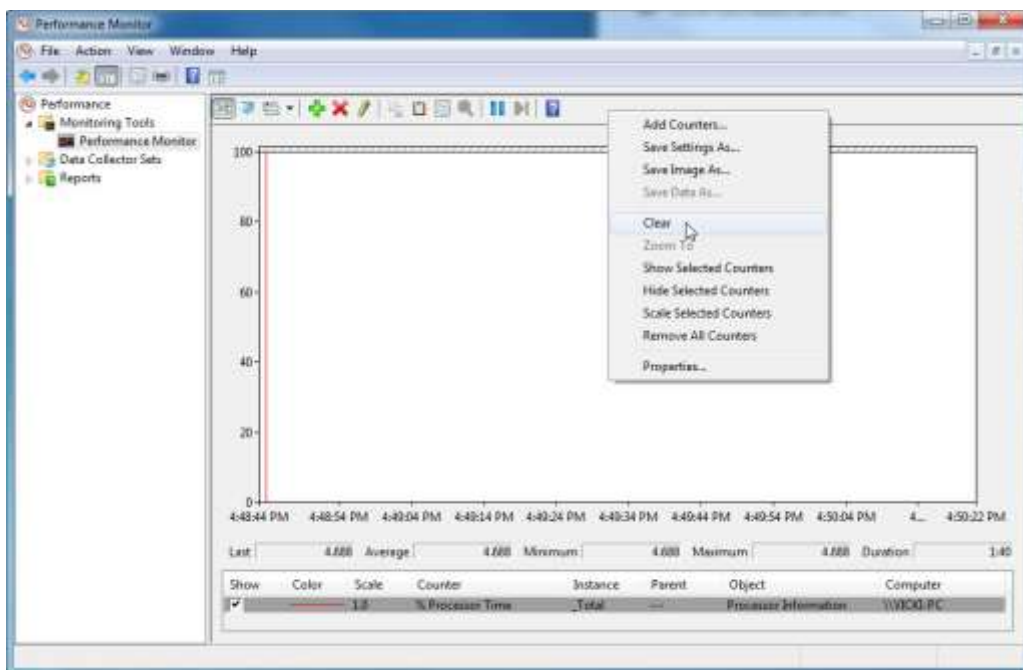 Performance Monitor
File Action View Window Help
Performance
Monitoring Tools
Performance Monitor
Data Collector Sets
Reports
Add Counters...
Save Settings As...
Save Image As...
Save Data As...
Clear
Zoom To
Show Selected Counters
Hide Selected Counters
Scale Selected Counters
Remove All Counters
Properties...
100
80
60
40
20
0
4:48:44 PM 4:48:54 PM 4:49:04 PM 4:49:14 PM 4:49:24 PM 4:49:34 PM 4:49:44 PM 4:49:54 PM 4:50:04 PM 4... 4:50:22 PM
Last 4.688 Average 4.688 Minimum 4.688 Maximum 4.688 Duration 1:40
Show Color Scale Counter Instance Parent Object Computer
1.0 % Processor Time _Total --- Processor Information \\VICKI-PC